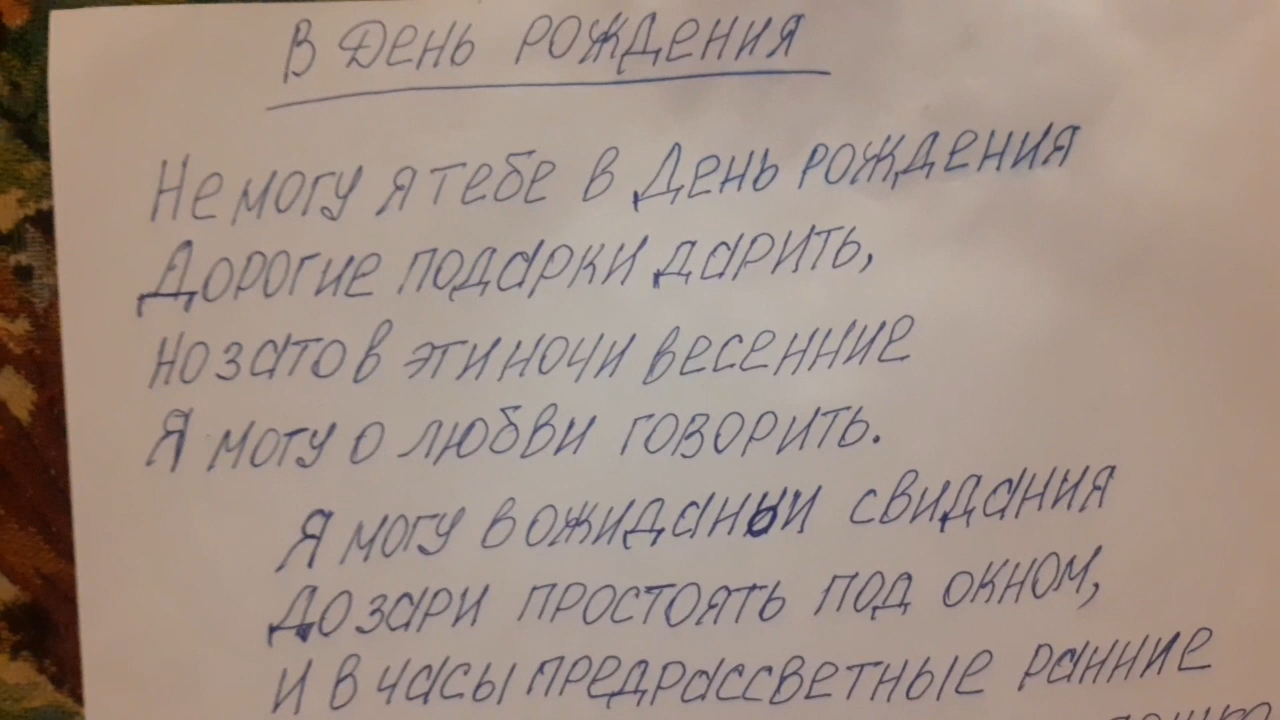 В День рождения
Не могу я тебе в День рождения
Дорогие подарки дарить,
Но зато в эти ночи весенние
Я могу о любви говорить.
Я могу в ожиданьи свидания
До зари простоять под окном,
И в часы предрассветные ранние